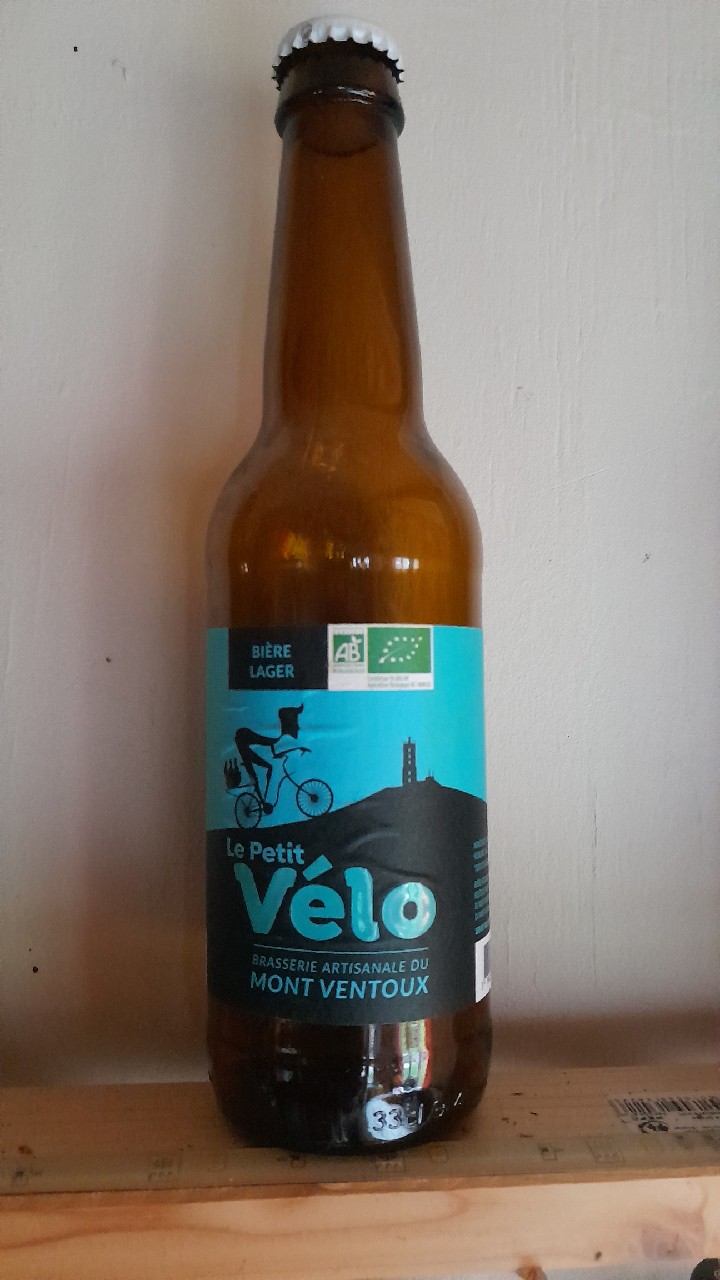 BIÈRE
LAGER
AB
Le Petit
Vélo
BRASSERIE ARTISANALE DU
MONT VENTOUX
33